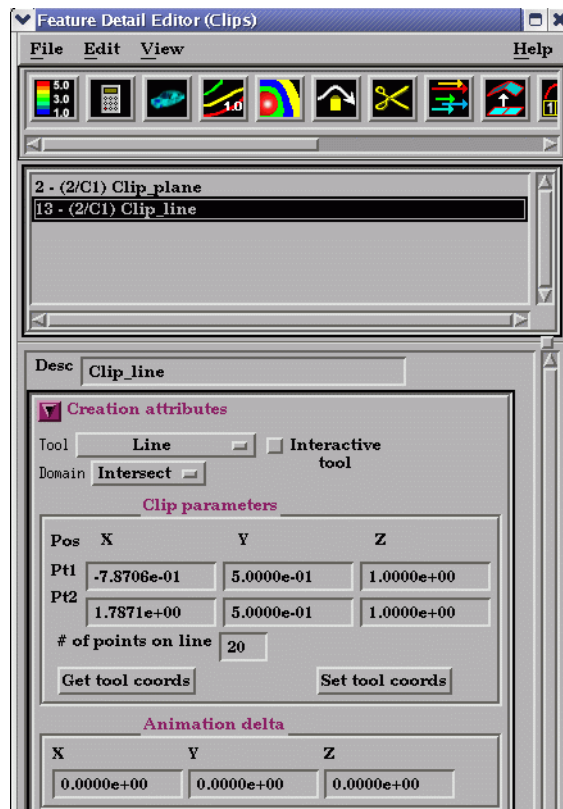 Feature Detail Editor (Clips)
File Edit View Help
5.0
3.0
1.0
1.0
1
2 - (2/C1) Clip_plane
13 - (2/C1) Clip_line
Desc Clip_line
Creation attributes
Tool Line Interactive
tool
Domain Intersect
Clip parameters
Pos X Y Z
Pt1 -7.8706e-01 5.0000e-01 1.0000e+00
Pt2 1.7871e+00 5.0000e-01 1.0000e+00
# of points on line 20
Get tool coords Set tool coords
Animation delta
X Y Z
0.0000e+00 0.0000e+00 0.0000e+00